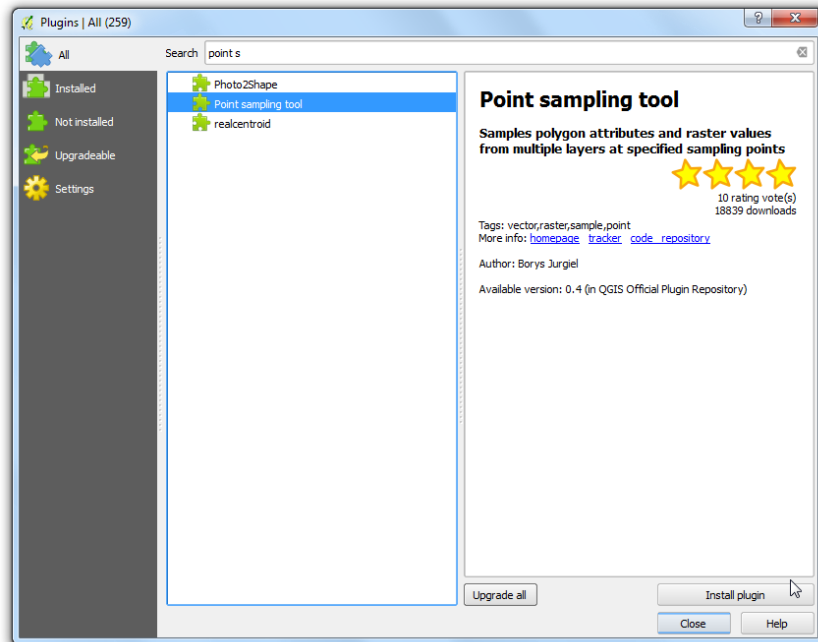 Plugins | All (259)
All
Search point s
Installed
Not installed
Upgradeable
Settings
Photo2Shape
Point sampling tool
realcentroid
Point sampling tool
Samples polygon attributes and raster values
from multiple layers at specified sampling points
10 rating vote(s)
18839 downloads
Tags: vector,raster,sample,point
More info: homepage tracker code_repository
Author: Borys Jurgiel
Available version: 0.4 (in QGIS Official Plugin Repository)
Upgrade all
Install plugin
Close
Help